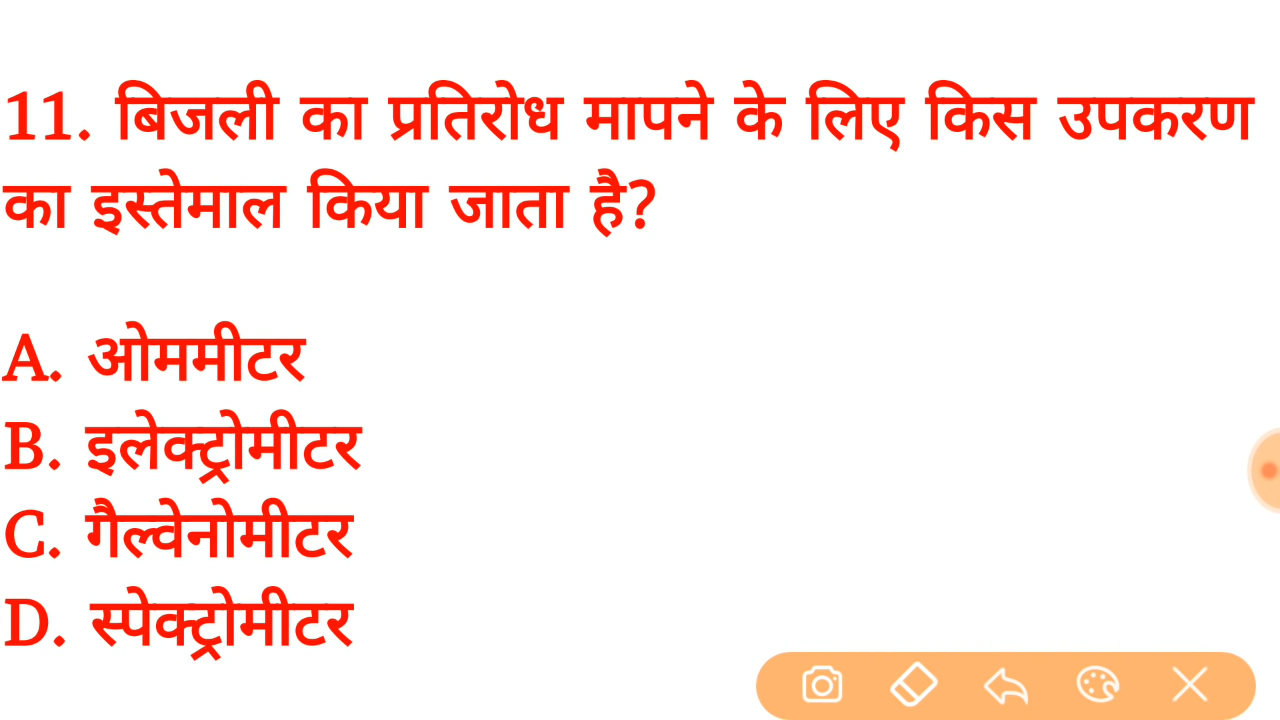 11. बिजली का प्रतिरोध मापने के लिए किस उपकरण
का इस्तेमाल किया जाता है?
A. ओममीटर
B. इलेक्ट्रोमीटर
C. गैल्वेनोमीटर
D. स्पेक्ट्रोमीटर